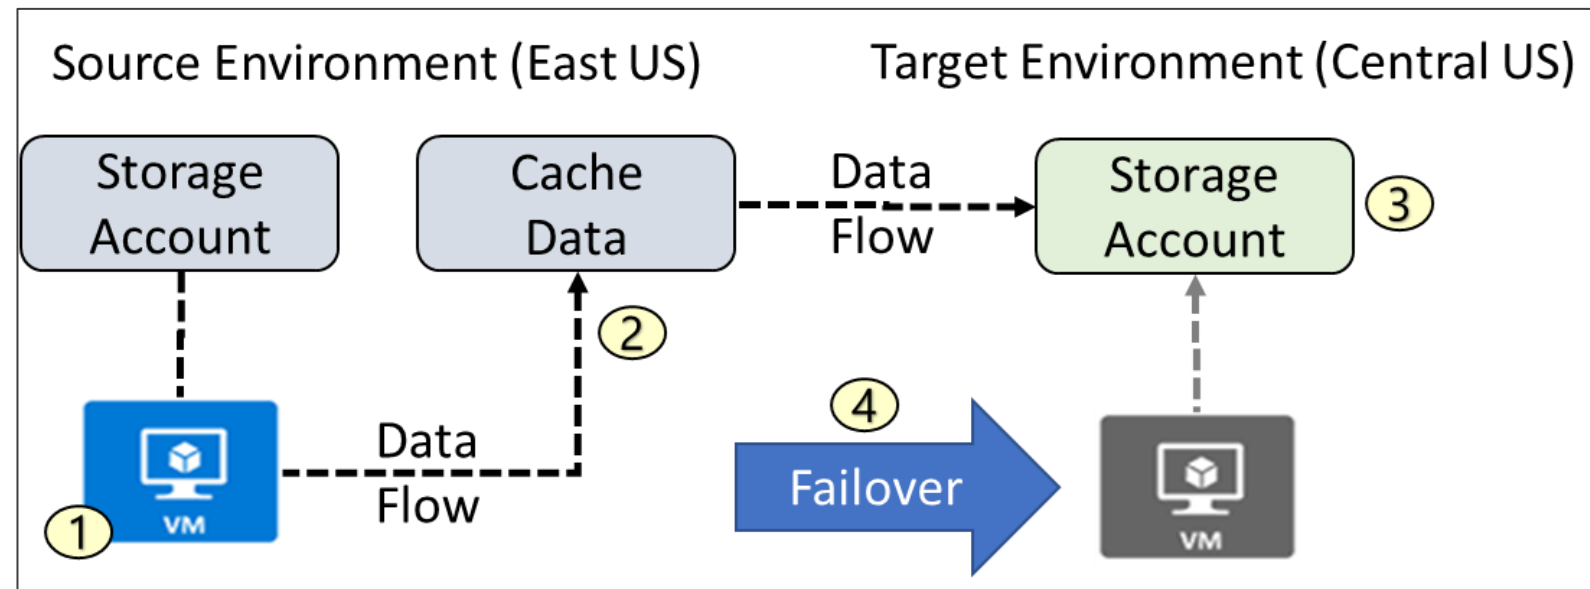 Source Environment (East US)
Target Environment (Central US)
Storage
Account
Cache
Data
Data
Flow
Storage
Account
3
2
4
Data
Flow
Failover
1
VM
VM